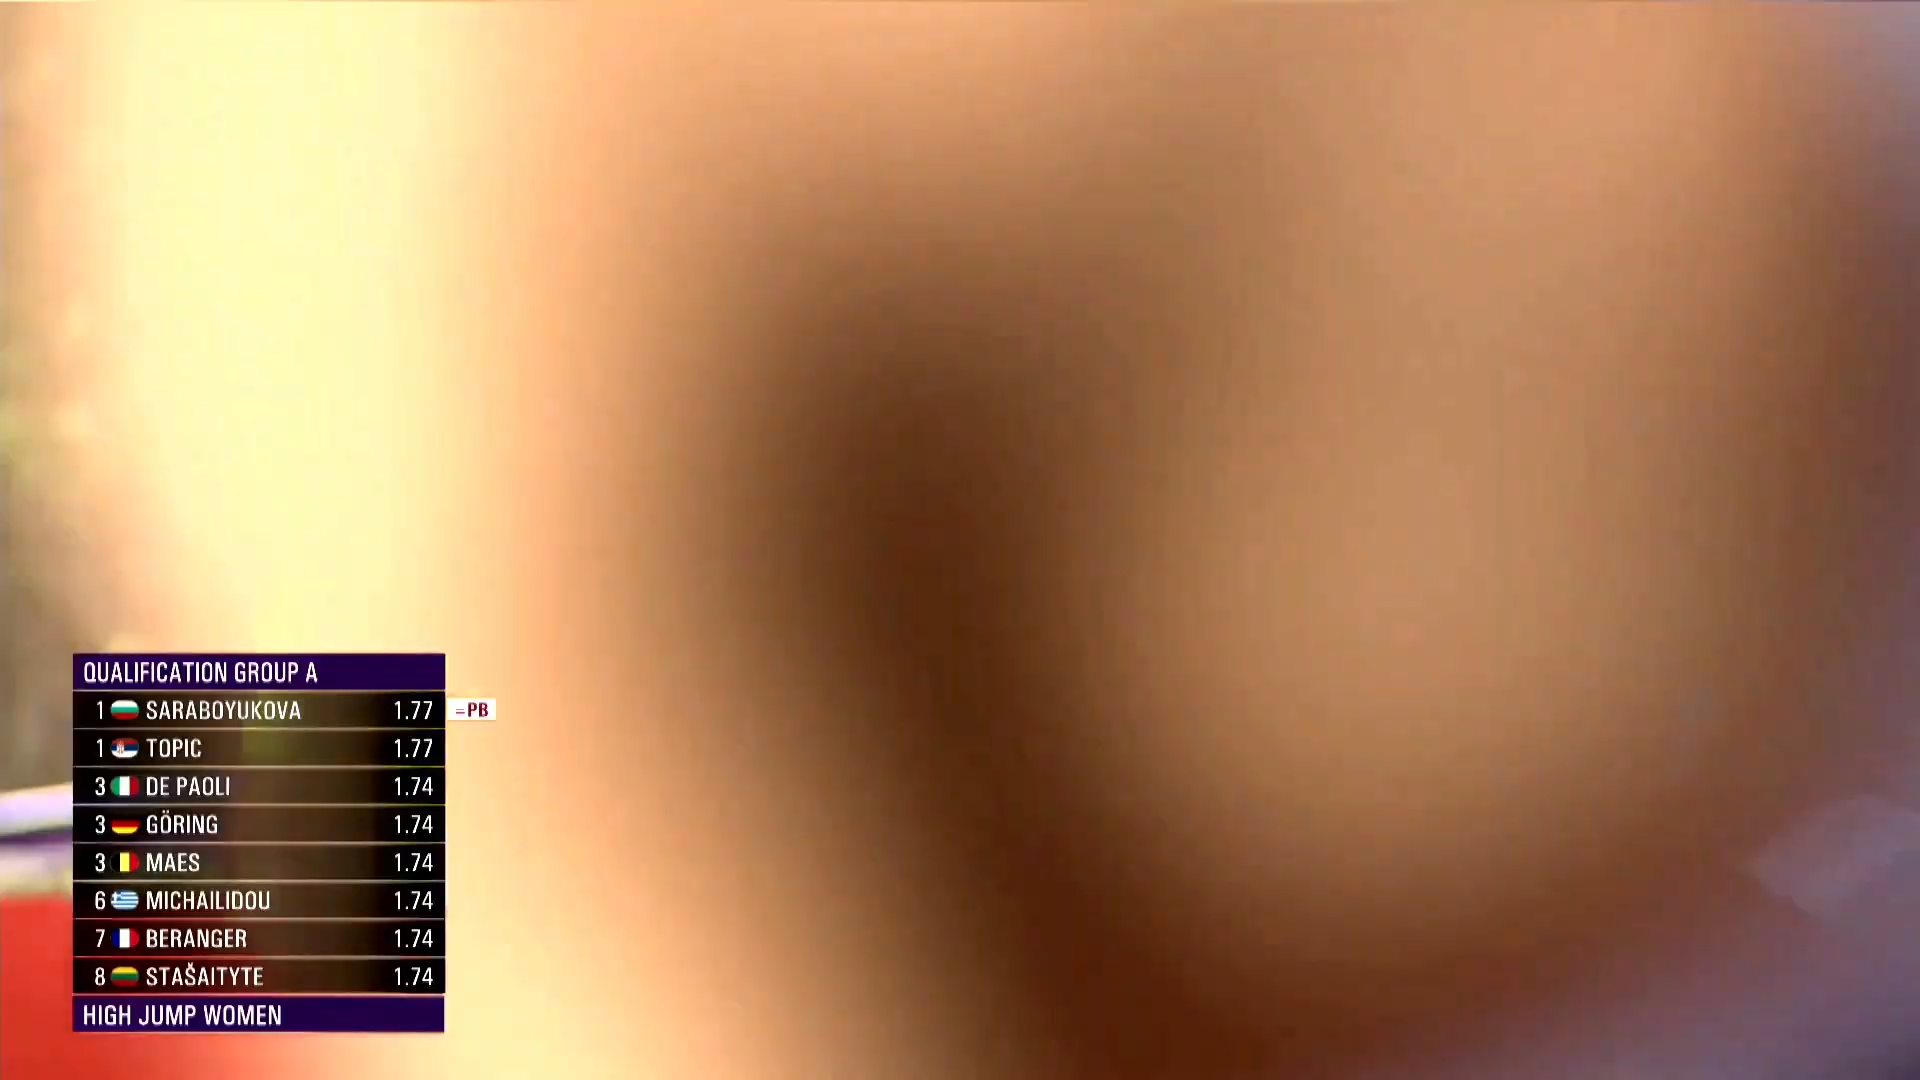 QUALIFICATION GROUP A
1 SARABOYUKOVA 1.77 =PB
1 TOPIC 1.77
3 DE PAOLI 1.74
3 GÖRING 1.74
3 MAES 1.74
6 MICHAILIDOU 1.74
7 BERANGER 1.74
8 STAŠAITYTE 1.74
HIGH JUMP WOMEN